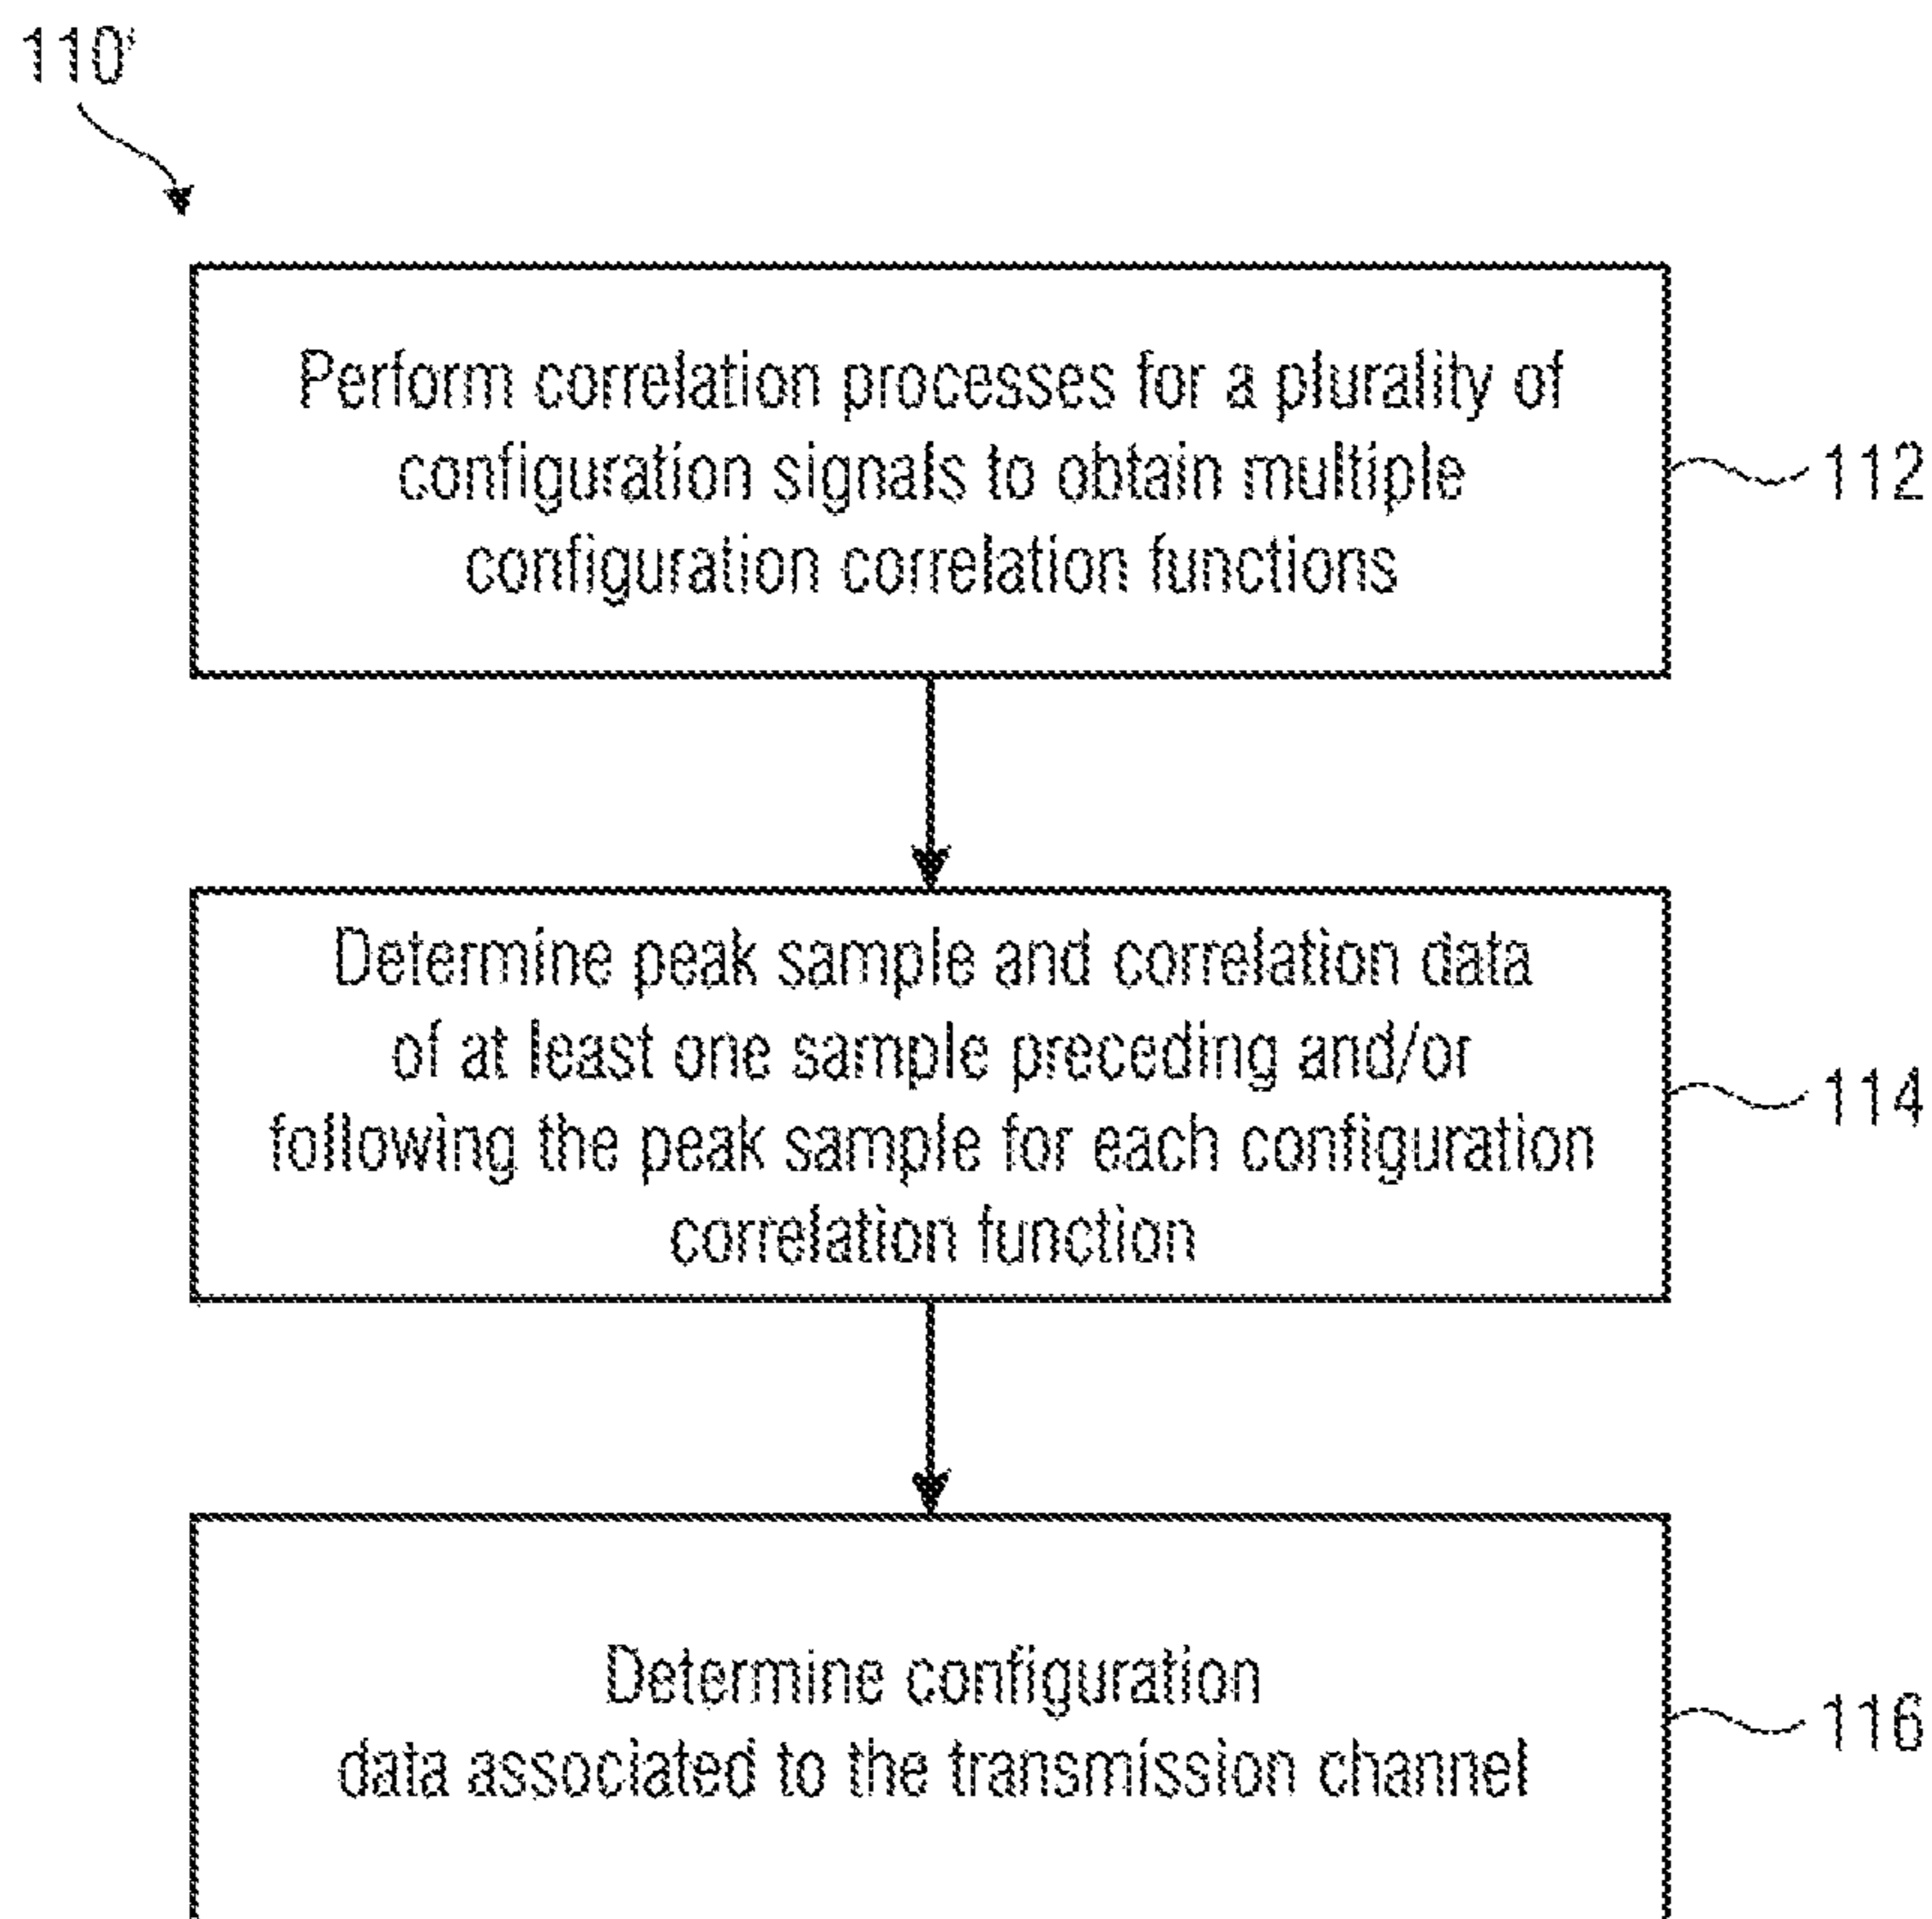 110'
Perform correlation processes for a plurality of
configuration signals to obtain multiple
configuration correlation functions
112
Determine peak sample and correlation data
of at least one sample preceding and/or
following the peak sample for each configuration
correlation function
114
Determine configuration
data associated to the transmission channel
116